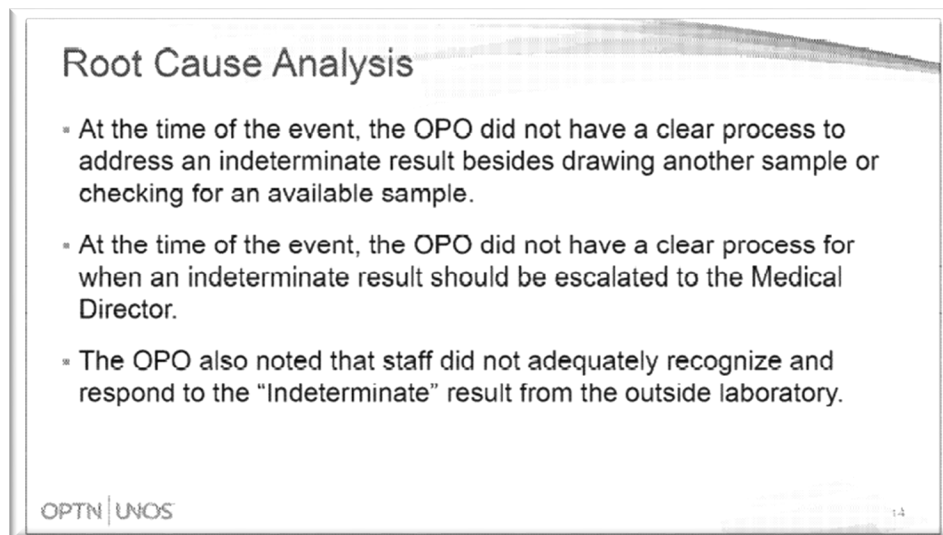 Root Cause Analysis
▪ At the time of the event, the OPO did not have a clear process to
address an indeterminate result besides drawing another sample or
checking for an available sample.
▪ At the time of the event, the OPO did not have a clear process for
when an indeterminate result should be escalated to the Medical
Director.
▪ The OPO also noted that staff did not adequately recognize and
respond to the “Indeterminate” result from the outside laboratory.
OPTN | UNOS
14